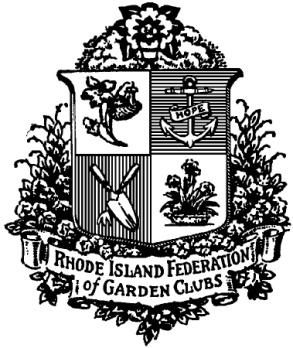 HOPE
RHODE ISLAND FEDERATION
of GARDEN CLUBS